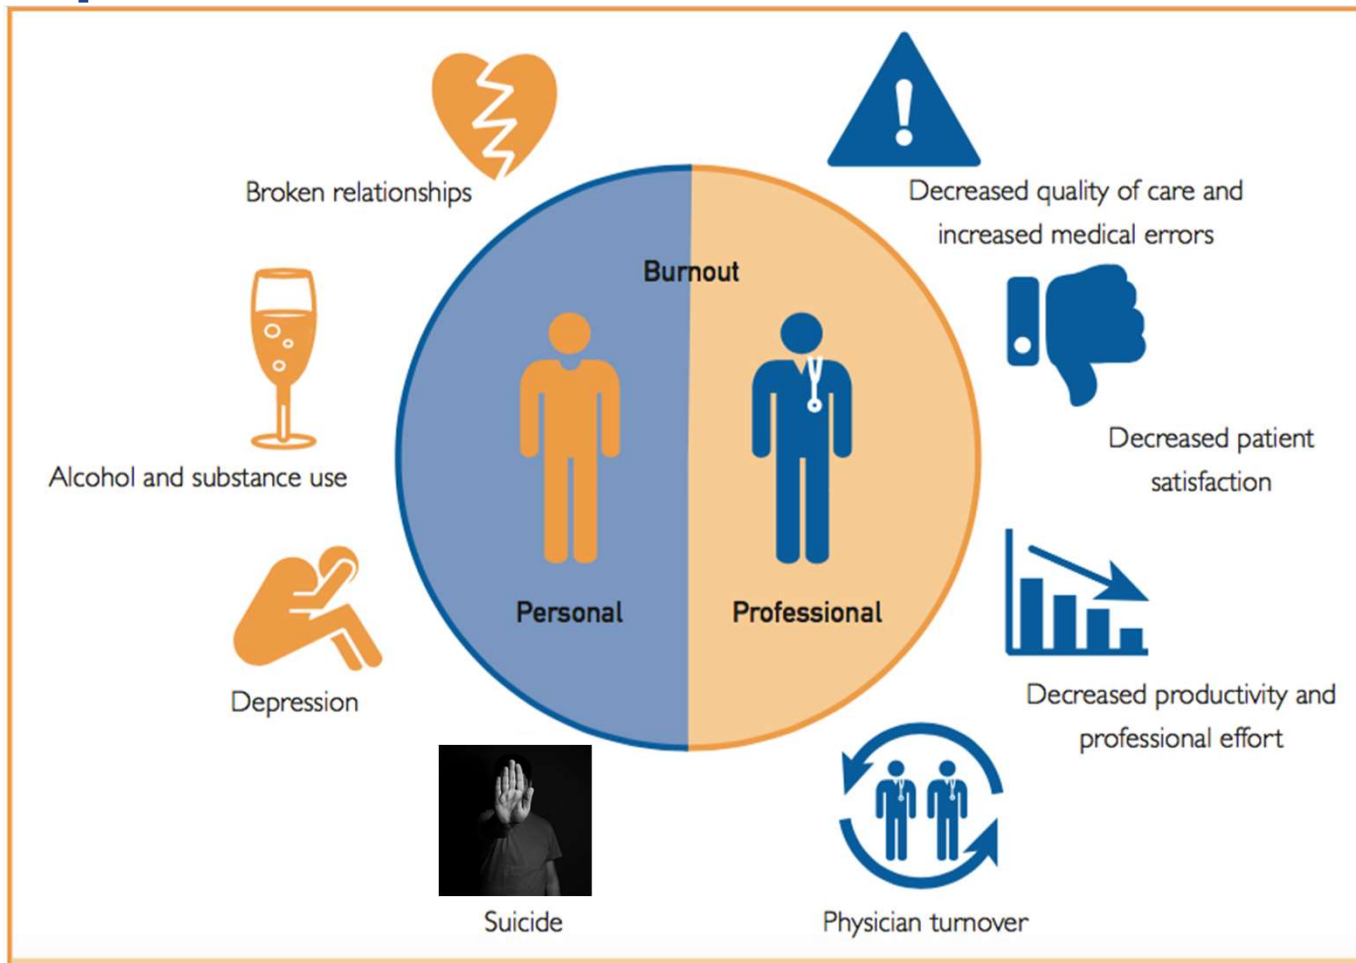 Broken relationships
Decreased quality of care and
increased medical errors
Burnout
Alcohol and substance use
Decreased patient
satisfaction
Personal
Professional
Depression
Decreased productivity and
professional effort
Suicide
Physician turnover